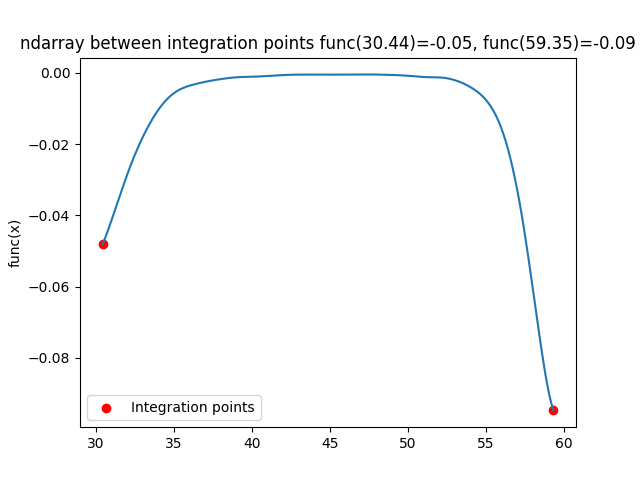 ndarray between integration points func(30.44)=-0.05, func(59.35)=-0.09
0.00
−0.02
−0.04
−0.06
−0.08
func(x)
Integration points
30 35 40 45 50 55 60